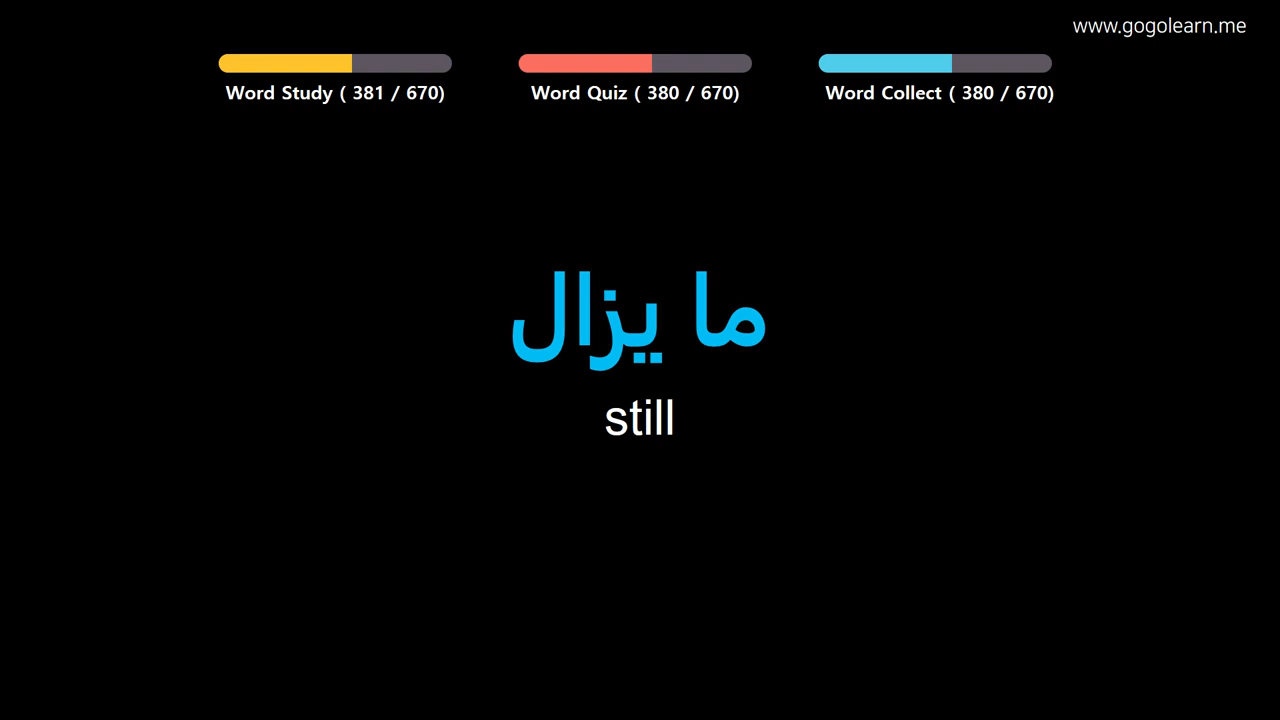 www.gogolearn.me
Word Study ( 381 / 670)
Word Quiz ( 380 / 670)
Word Collect ( 380 / 670)
ما يزال
still